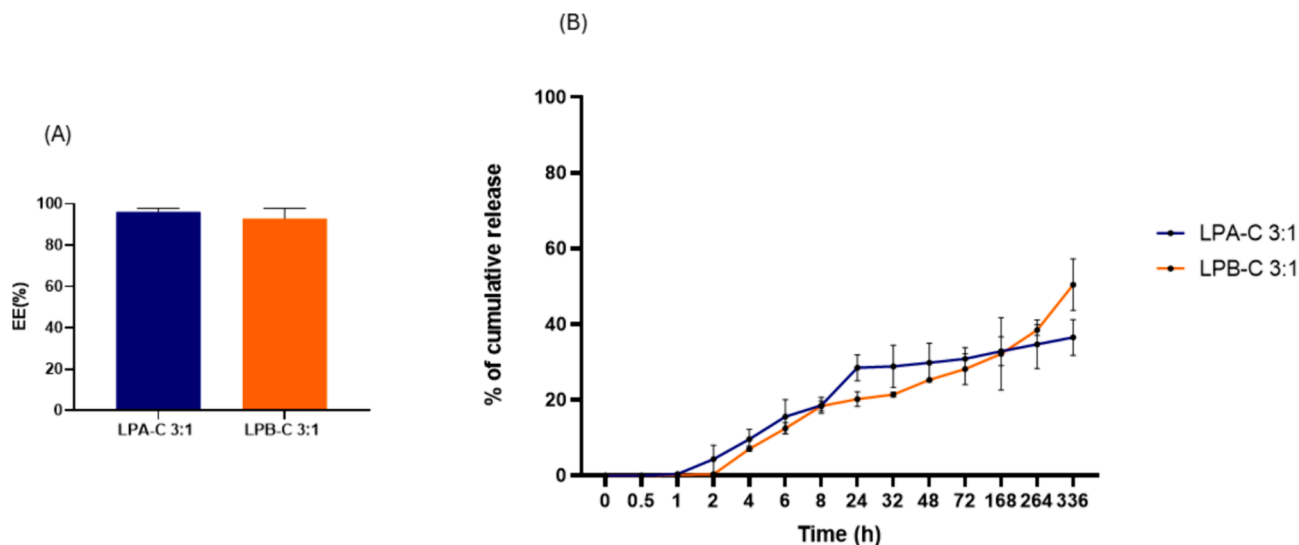 (A)
EE(%)
100
80
60
40
20
0
LPA-C 3:1 LPB-C 3:1
(B)
% of cumulative release
100
80
60
40
20
0
0 0.5 1 2 4 6 8 24 32 48 72 168 264 336
Time (h)
LPA-C 3:1
LPB-C 3:1